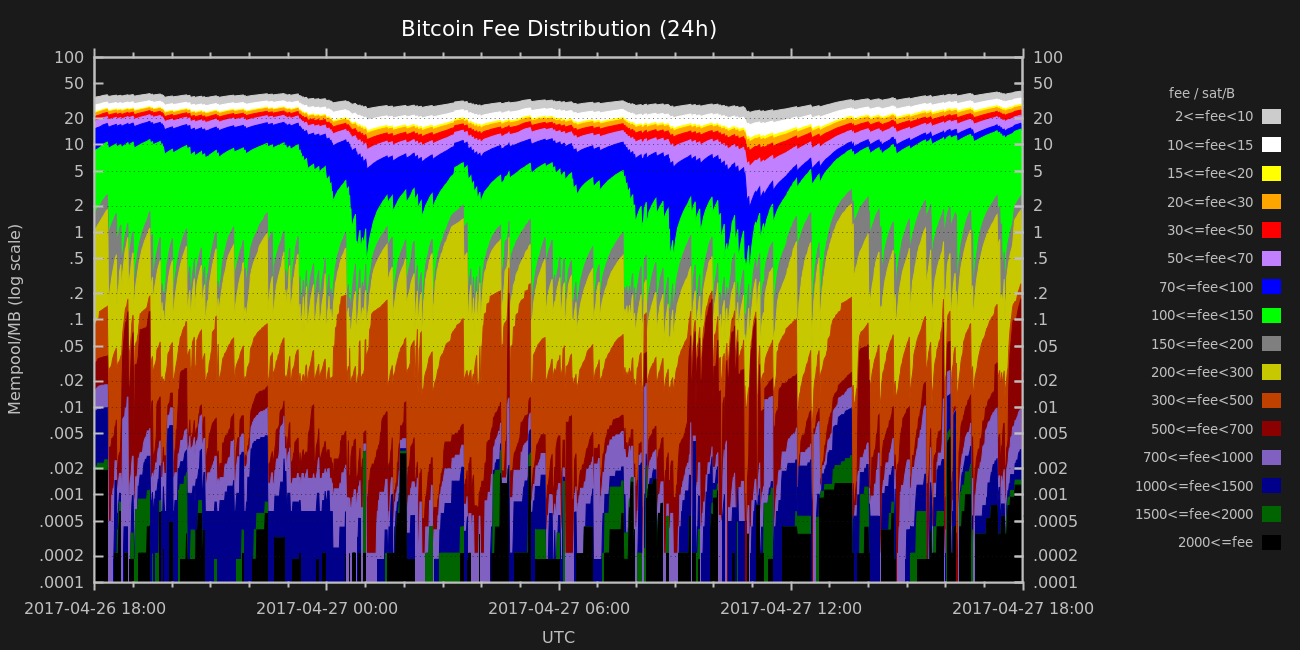 Bitcoin Fee Distribution (24h)
100 100
50 50
20 20
10 10
5 5
2 2
1 1
.5 .5
.2 .2
.1 .1
.05 .05
.02 .02
.01 .01
.005 .005
.002 .002
.001 .001
.0005 .0005
.0002 .0002
.0001 .0001
Mempool/MB (log scale)
2017-04-26 18:00 2017-04-27 00:00 2017-04-27 06:00 2017-04-27 12:00 2017-04-27 18:00
UTC
fee / sat/B
2<=fee<10
10<=fee<15
15<=fee<20
20<=fee<30
30<=fee<50
50<=fee<70
70<=fee<100
100<=fee<150
150<=fee<200
200<=fee<300
300<=fee<500
500<=fee<700
700<=fee<1000
1000<=fee<1500
1500<=fee<2000
2000<=fee